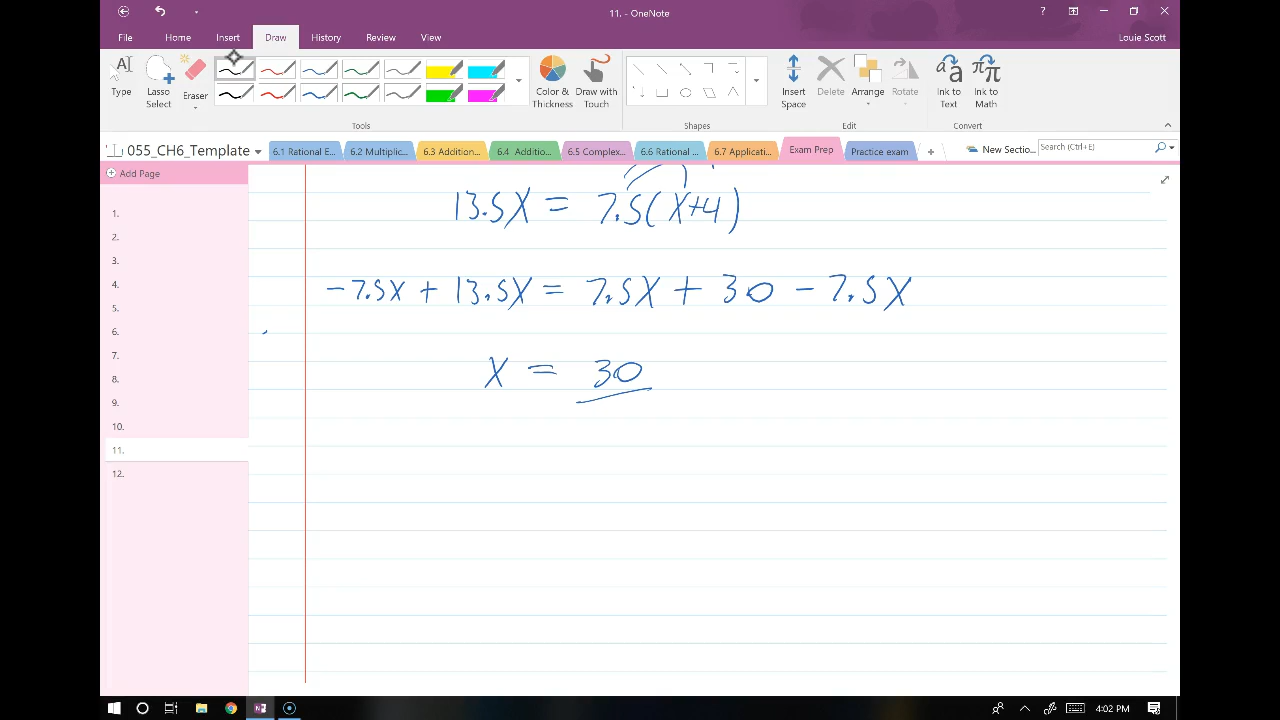 11. - OneNote
?
File Home Insert Draw History Review View
Louie Scott
Type Lasso Select Eraser Color & Thickness Draw with Touch Insert Space Delete Arrange Rotate Ink to Text Ink to Math
Tools Shapes Edit Convert
055_CH6_Template 6.1 Rational E... 6.2 Multiplic... 6.3 Addition... 6.4 Additio... 6.5 Complex... 6.6 Rational ... 6.7 Applicati... Exam Prep Practice exam + New Sectio... Search (Ctrl+E)
Add Page
1.
2.
3.
4.
5.
6.
7.
8.
9.
10.
11.
12.
13.5X = 7.5(X+4)
-7.5X + 13.5X = 7.5X + 30 - 7.5X
X = 30
4:02 PM